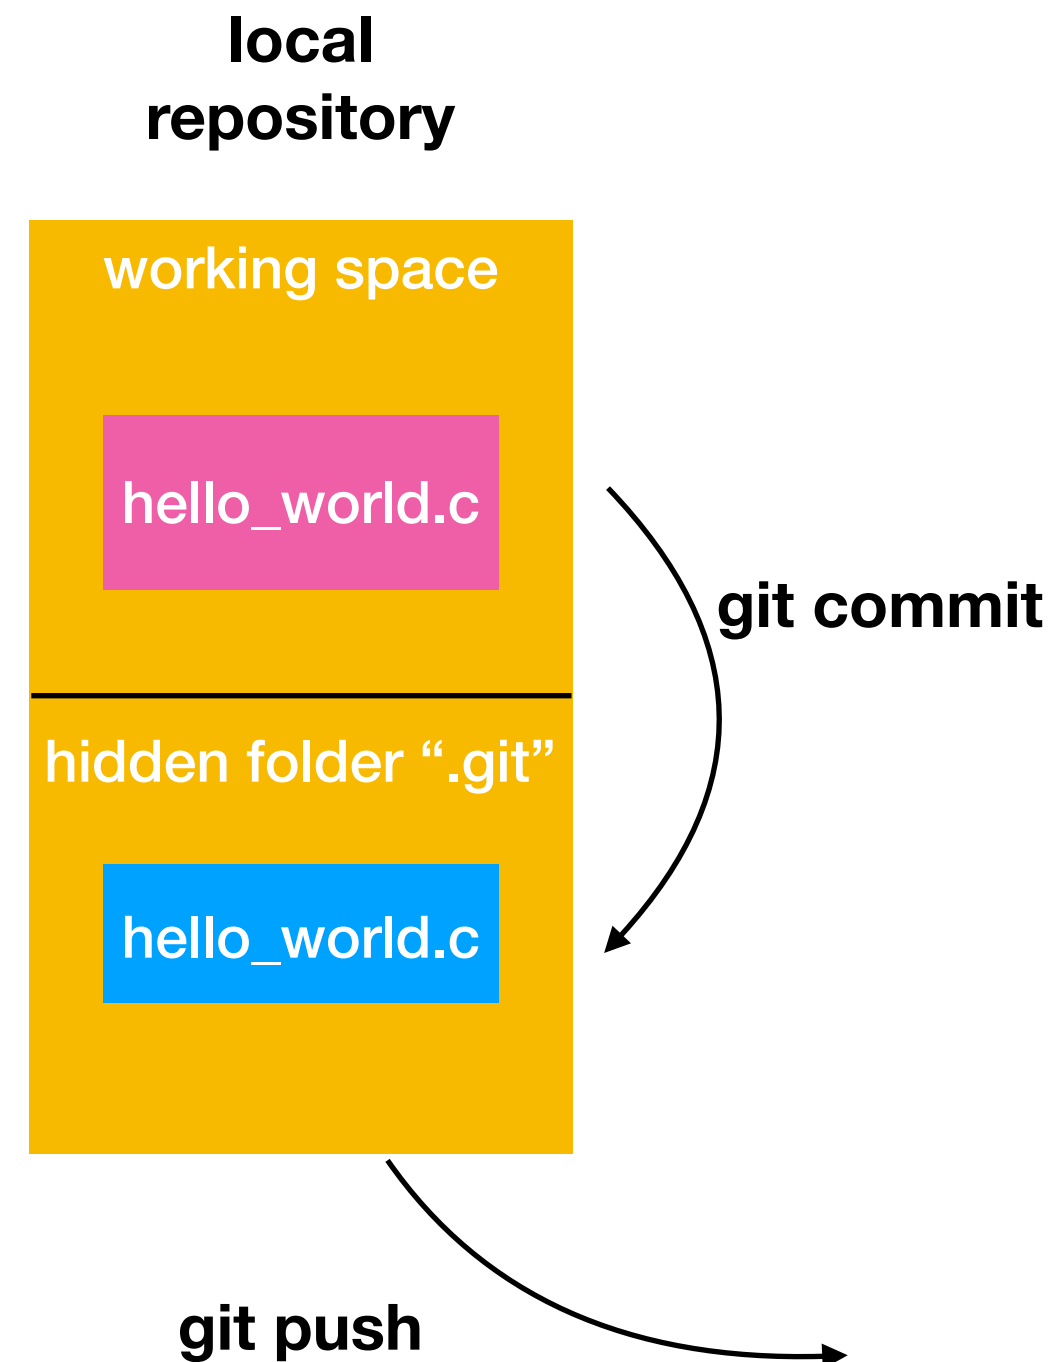 local
repository
working space
hello_world.c
git commit
hidden folder “.git”
hello_world.c
git push